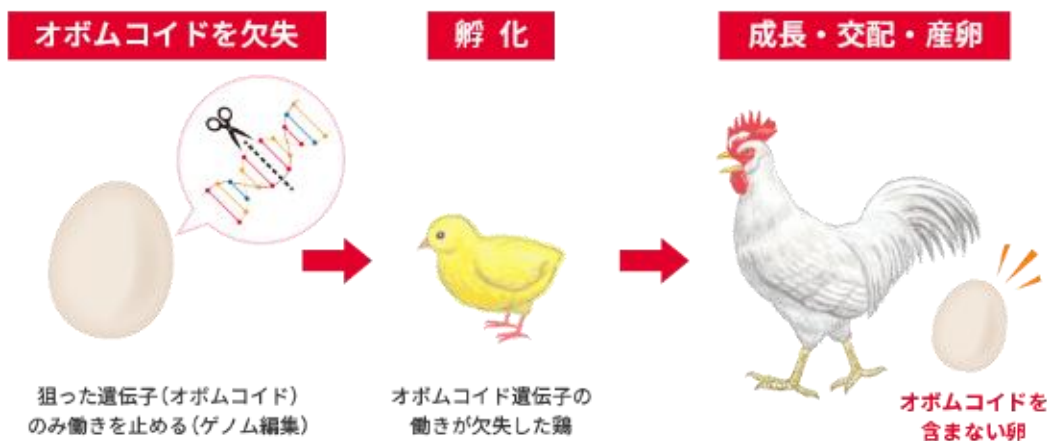 オボムコイドを欠失
孵 化
成長・交配・産卵
狙った遺伝子(オボムコイド)
のみ働きを止める(ゲノム編集)
オボムコイド遺伝子の
働きが欠失した鶏
オボムコイドを
含まない卵